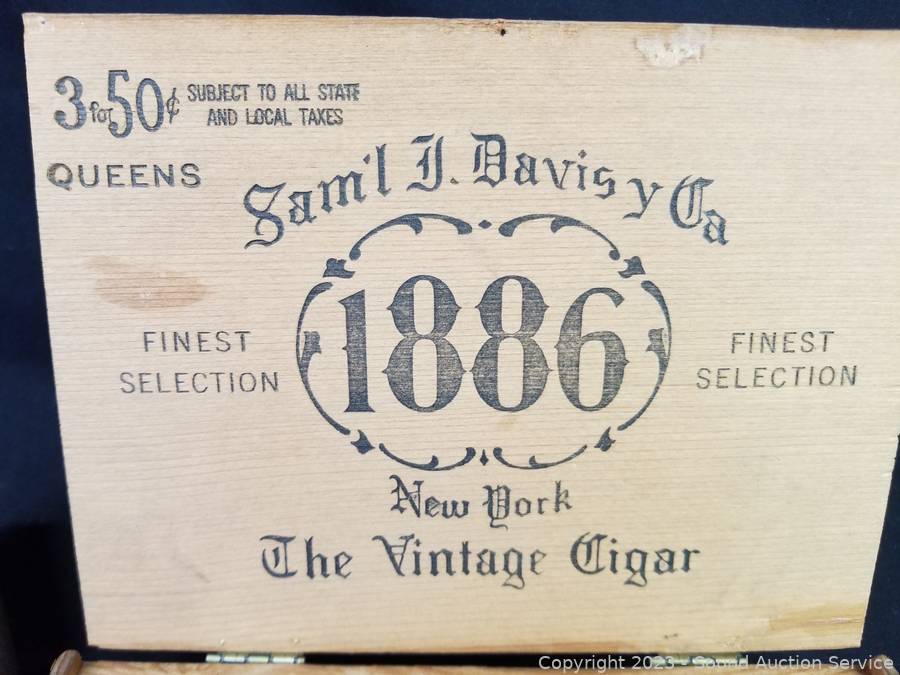 3 for 50¢ SUBJECT TO ALL STATE
AND LOCAL TAXES
QUEENS
Sam'l I. Davis y Ca
1886
FINEST
SELECTION
FINEST
SELECTION
New York
The Vintage Cigar
Copyright 2023 - Sound Auction Service